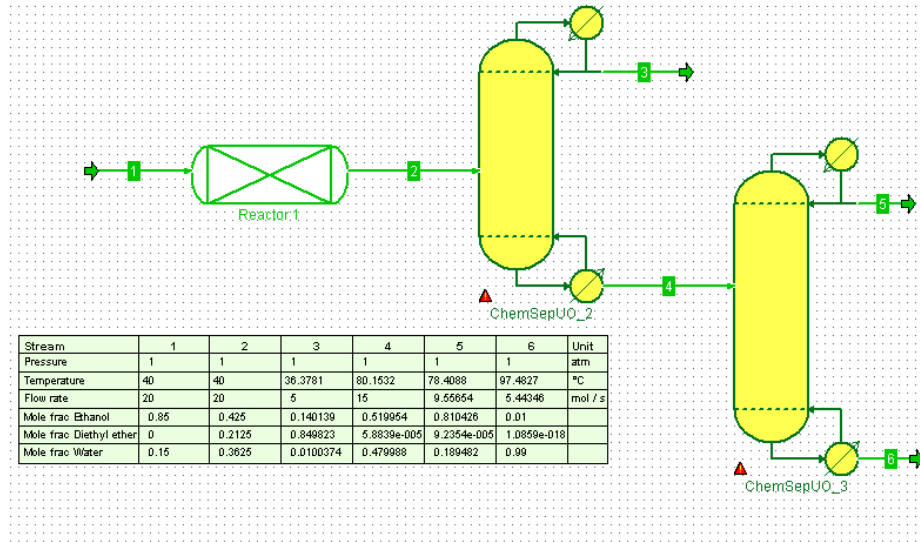 3
1
2
Reactor.1
5
4
ChemSepUO_2
Stream 1 2 3 4 5 6 Unit
Pressure 1 1 1 1 1 1 atm
Temperature 40 40 36.3781 80.1532 78.4088 97.4827 °C
Flow rate 20 20 5 15 9.55654 5.44346 mol / s
Mole frac Ethanol 0.85 0.425 0.140139 0.519954 0.810426 0.01
Mole frac Diethyl ether 0 0.2125 0.849823 5.8839e-005 9.2354e-005 1.0859e-018
Mole frac Water 0.15 0.3625 0.0100374 0.479988 0.189482 0.99
6
ChemSepUO_3